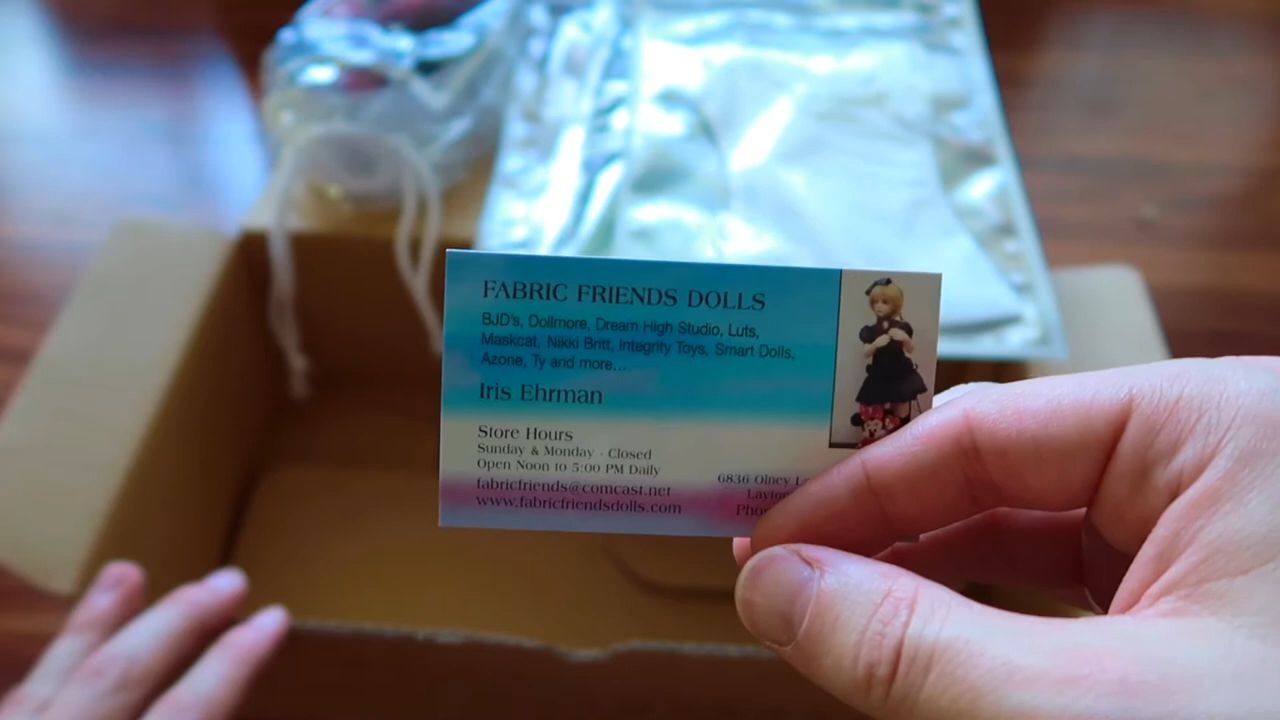 FABRIC FRIENDS DOLLS
BJD's, Dollmore, Dream High Studio, Luts,
Maskcat, Nikki Britt, Integrity Toys, Smart Dolls,
Azone, Ty and more...
Iris Ehrman
Store Hours
Sunday & Monday - Closed
Open Noon to 5:00 PM Daily
fabricfriends@comcast.net
www.fabricfriendsdolls.com
6836 Olney